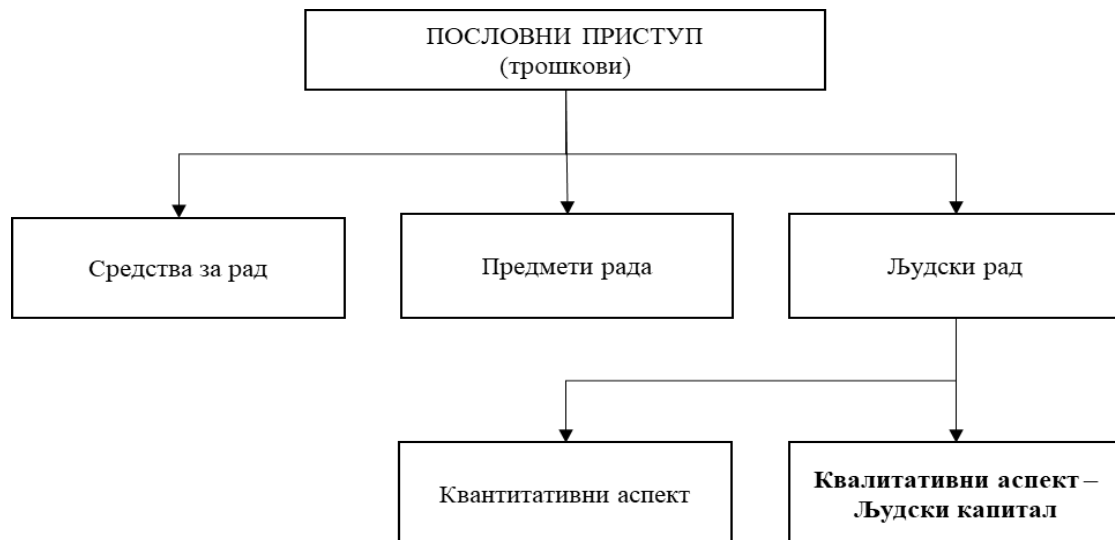 ПОСЛОВНИ ПРИСТУП
(трошкови)
Средства за рад
Предмети рада
Људски рад
Квантитативни аспект
Квалитативни аспект –
Људски капитал